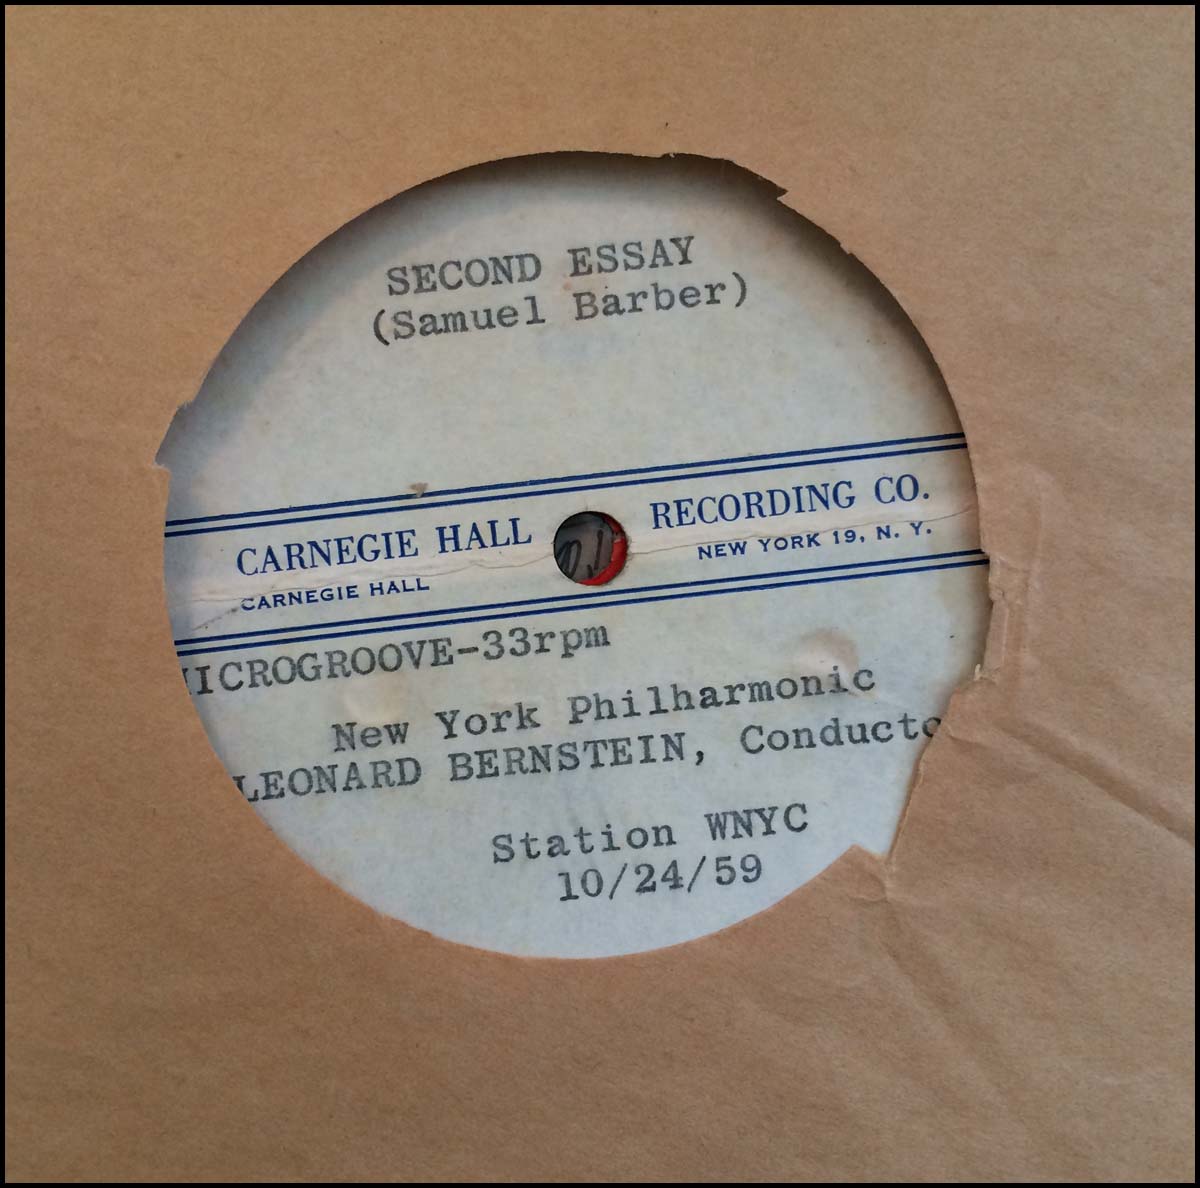 SECOND ESSAY
(Samuel Barber)
CARNEGIE HALL RECORDING CO.
CARNEGIE HALL NEW YORK 19, N. Y.
ICROGROOVE-33rpm
New York Philharmonic
LEONARD BERNSTEIN, Conducto
Station WNYC
10/24/59